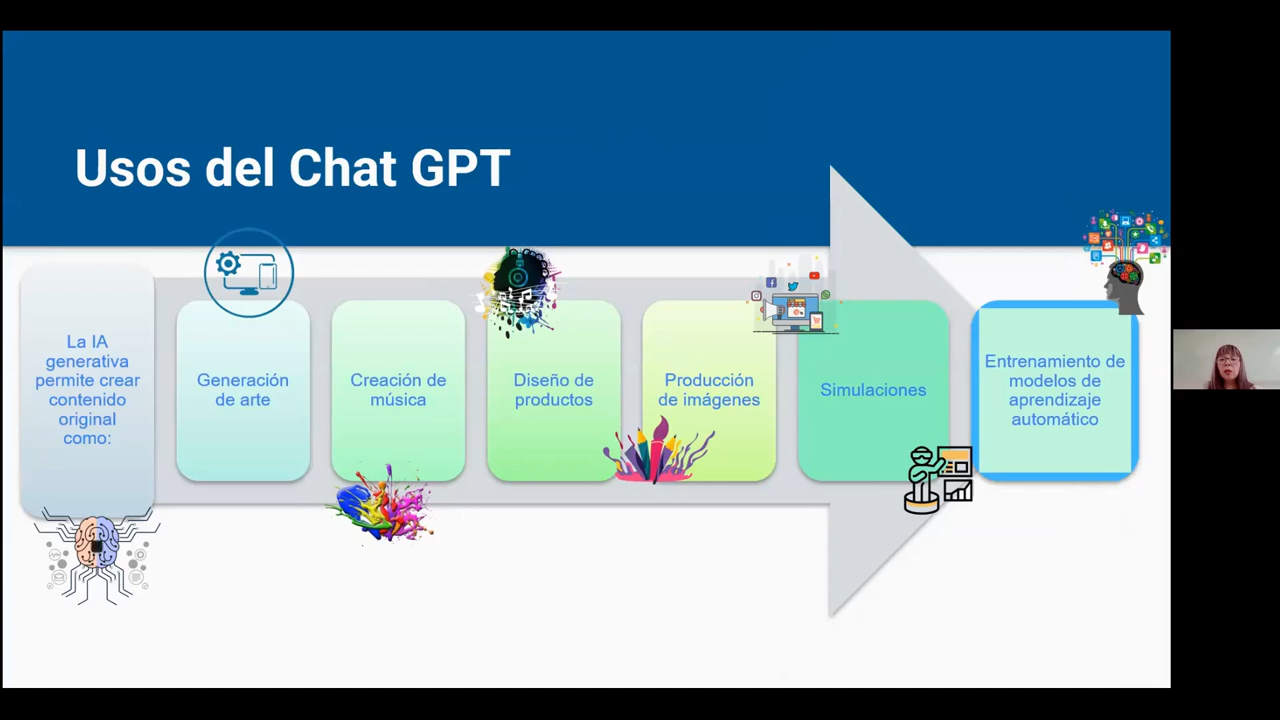 Usos del Chat GPT
La IA
generativa
permite crear
contenido
original
como:
Generación
de arte
Creación de
música
Diseño de
productos
Producción
de imágenes
Simulaciones
Entrenamiento de
modelos de
aprendizaje
automático